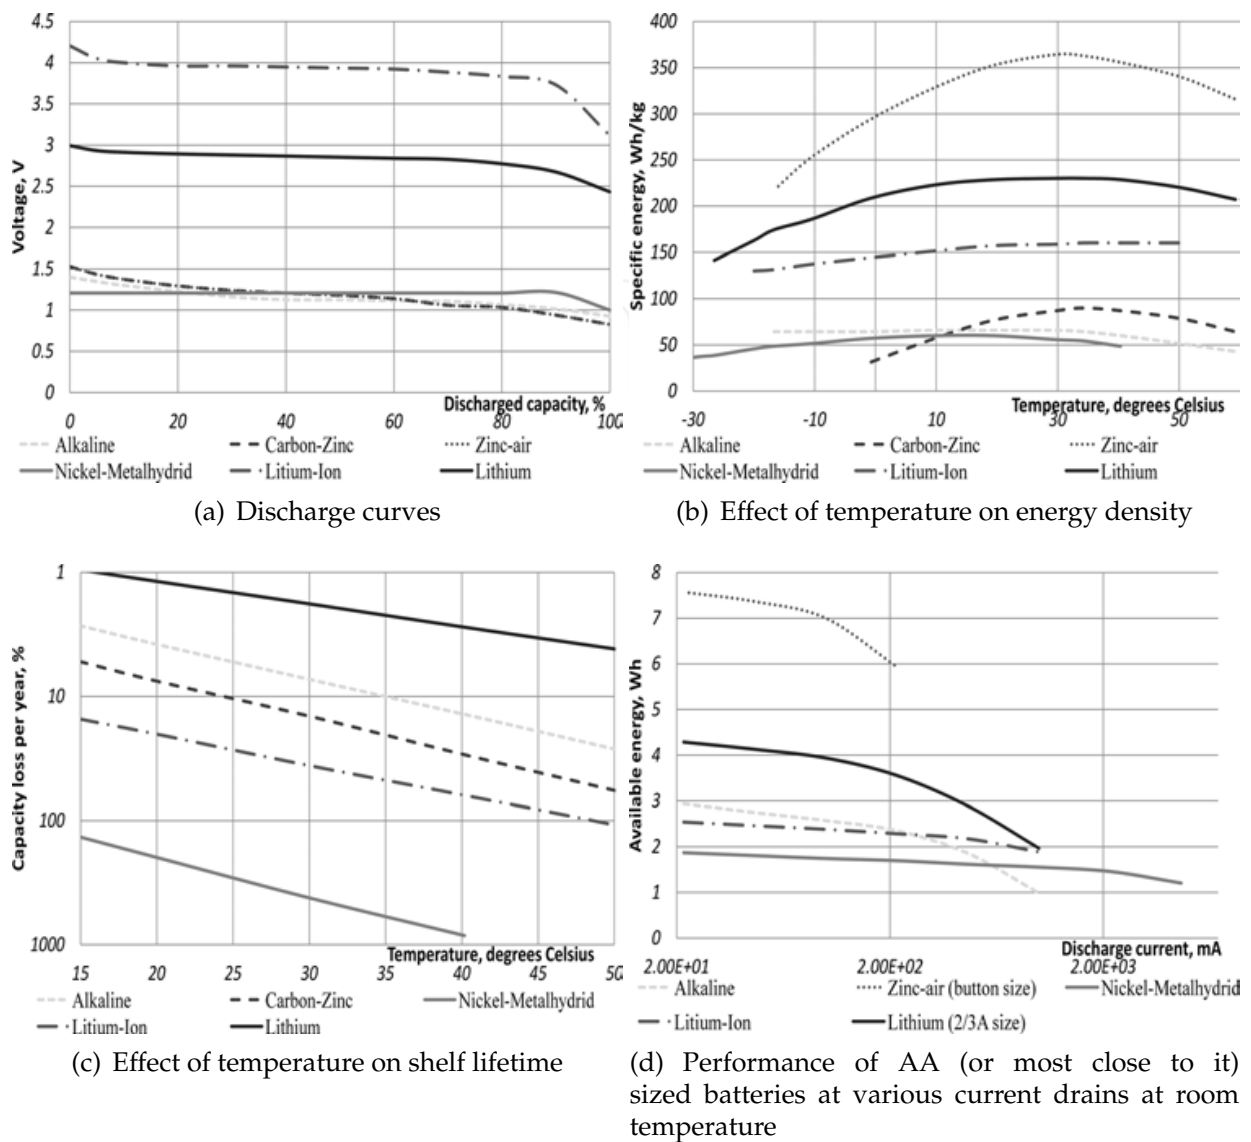 4.5
4
3.5
3
2.5
2
1.5
1
0.5
0
Voltage, V
Discharged capacity, %
0 20 40 60 80 100
Alkaline Carbon-Zinc Zinc-air
Nickel-Metalhydrid Litium-Ion Lithium
(a) Discharge curves
400
350
300
250
200
150
100
50
0
Specific energy, Wh/kg
Temperature, degrees Celsius
-30 -10 10 30 50
Alkaline Carbon-Zinc Zinc-air
Nickel-Metalhydrid Litium-Ion Lithium
(b) Effect of temperature on energy density
1
10
100
1000
Capacity loss per year, %
Temperature, degrees Celsius
15 20 25 30 35 40 45 50
Alkaline Carbon-Zinc Nickel-Metalhydrid
Litium-Ion Lithium
(c) Effect of temperature on shelf lifetime
8
7
6
5
4
3
2
1
0
Available energy, Wh
Discharge current, mA
2.00E+01 2.00E+02 2.00E+03
Alkaline Zinc-air (button size) Nickel-Metalhydrid
Litium-Ion Lithium (2/3A size)
(d) Performance of AA (or most close to it)
sized batteries at various current drains at room
temperature